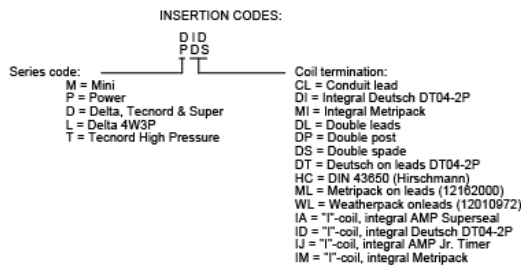 INSERTION CODES:
DID
PDS
Series code:
M = Mini
P = Power
D = Delta, Tecnord & Super
L = Delta 4W3P
T = Tecnord High Pressure
Coil termination:
CL = Conduit lead
DI = Integral Deutsch DT04-2P
MI = Integral Metripack
DL = Double leads
DP = Double post
DS = Double spade
DT = Deutsch on leads DT04-2P
HC = DIN 43650 (Hirschmann)
ML = Metripack on leads (12162000)
WL = Weatherpack onleads (12010972)
IA = "I"-coil, integral AMP Superseal
ID = "I"-coil, integral Deutsch DT04-2P
IJ = "I"-coil, integral AMP Jr. Timer
IM = "I"-coil, integral Metripack